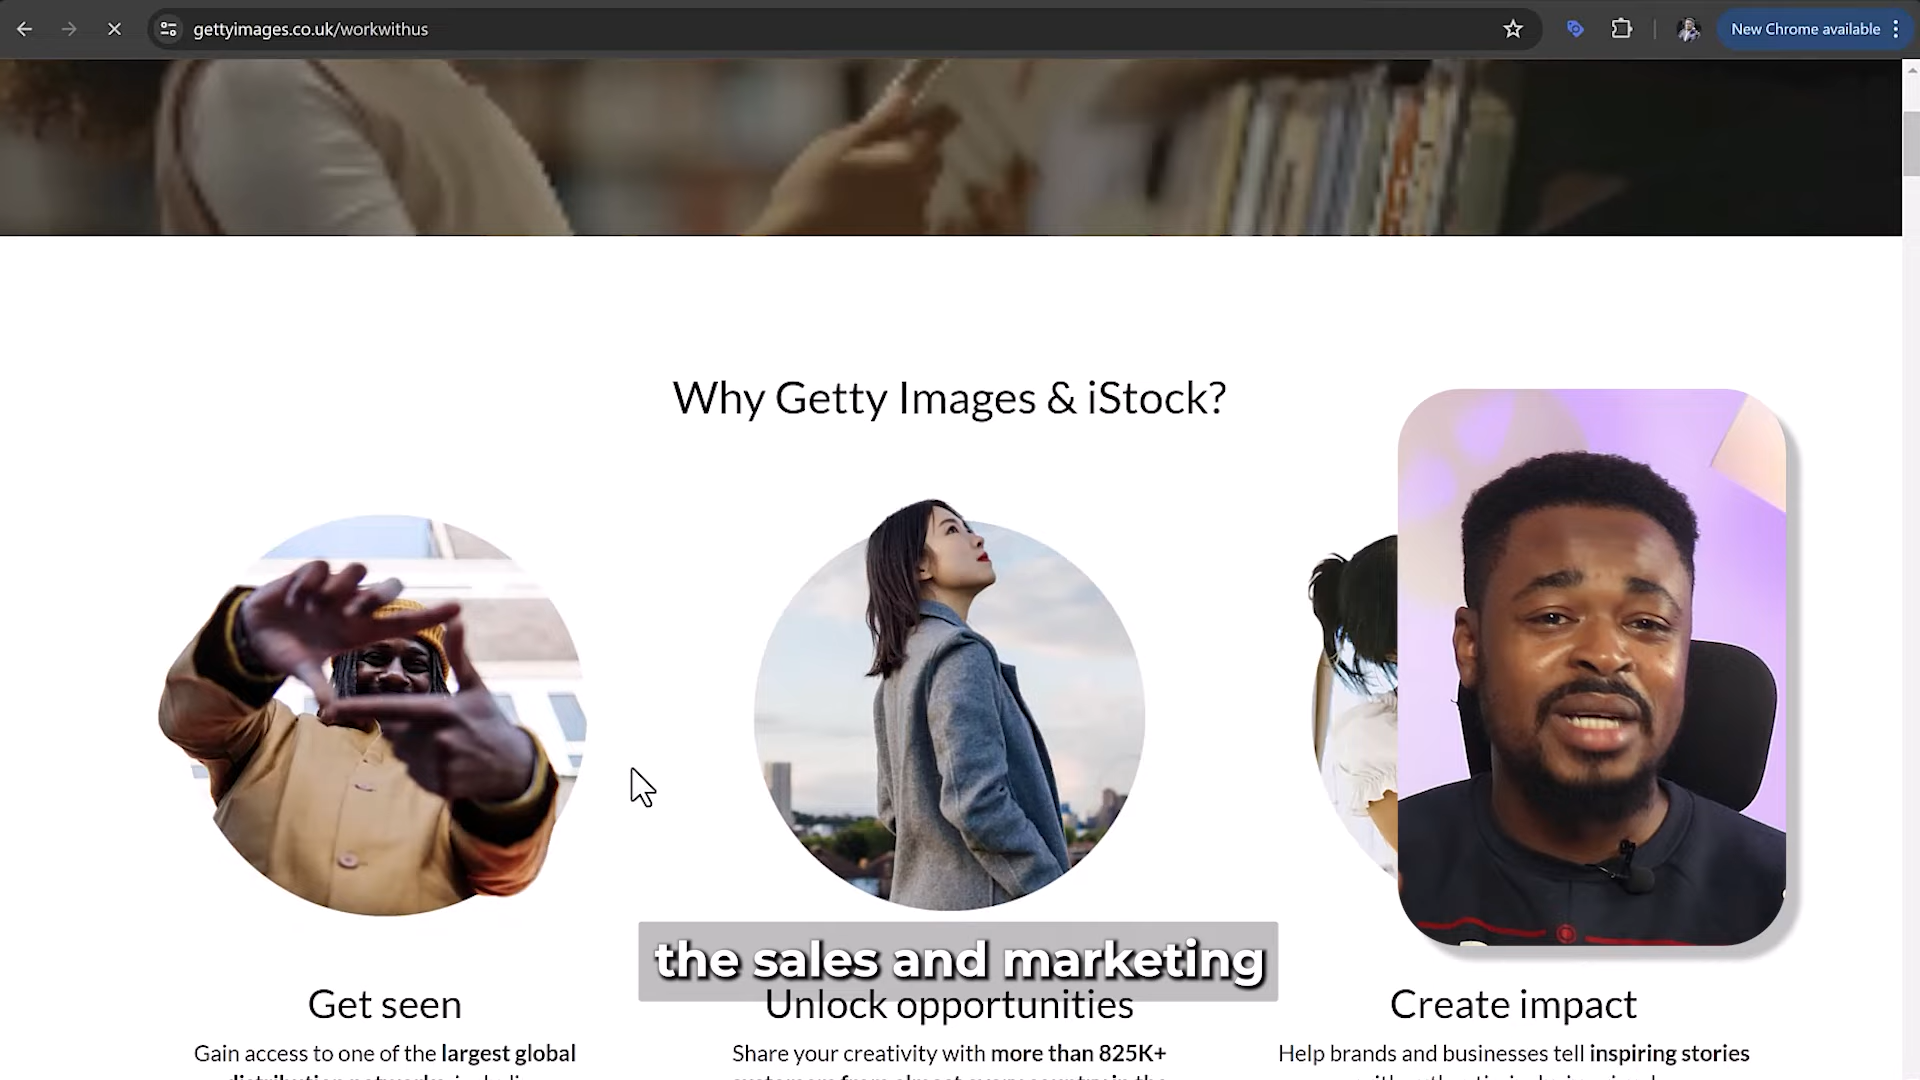 gettyimages.co.uk/workwithus
New Chrome available
Why Getty Images & iStock?
the sales and marketing
Get seen
Unlock opportunities
Create impact
Gain access to one of the largest global
Share your creativity with more than 825K+
Help brands and businesses tell inspiring stories